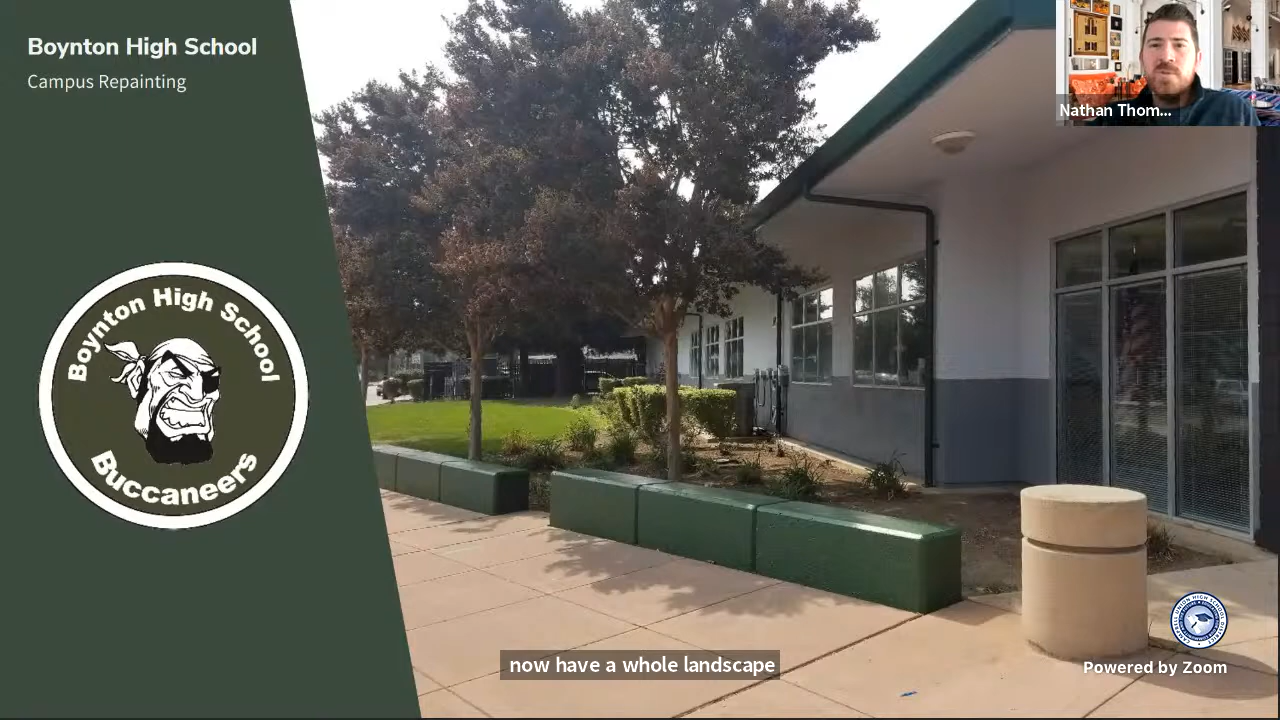 Boynton High School
Campus Repainting
Nathan Thom...
Boynton High School
Buccaneers
now have a whole landscape
Powered by Zoom